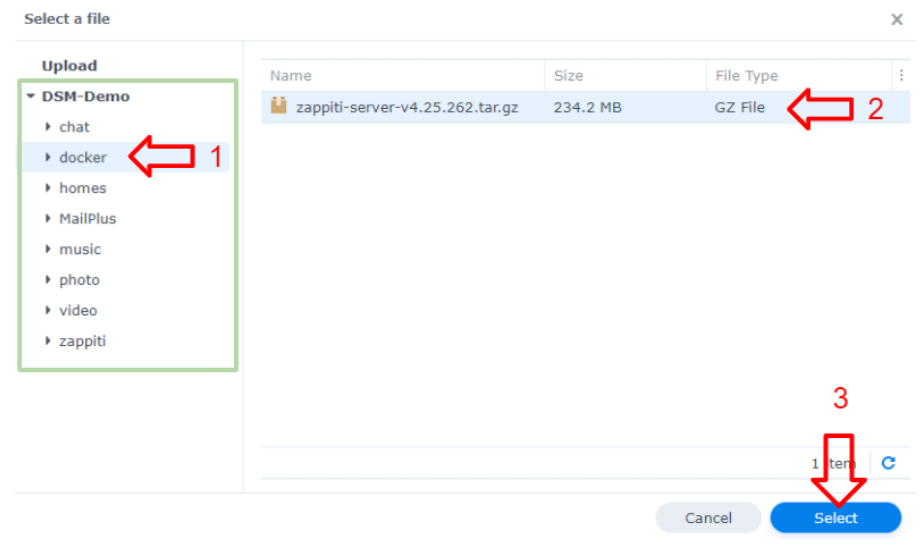 Select a file
Upload
DSM-Demo
chat
docker
1
homes
MailPlus
music
photo
video
zappiti
Name Size File Type
zappiti-server-v4.25.262.tar.gz 234.2 MB GZ File
2
3
1 item
Cancel Select